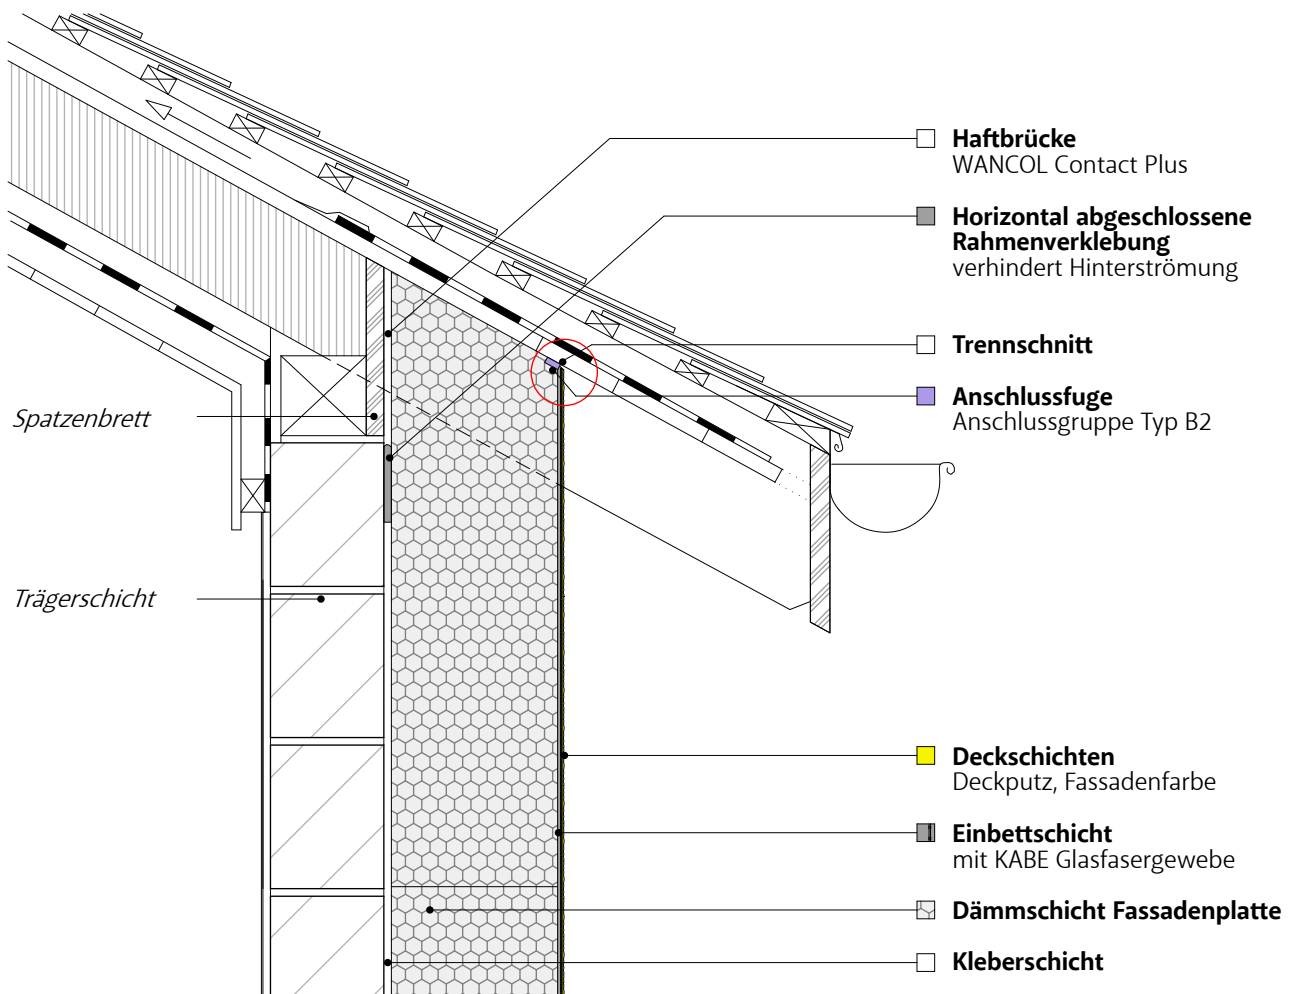 Haftbrücke
WANCOL Contact Plus
Horizontal abgeschlossene
Rahmenverklebung
verhindert Hinterströmung
Trennschnitt
Anschlussfuge
Anschlussgruppe Typ B2
Spatzenbrett
Trägerschicht
Deckschichten
Deckputz, Fassadenfarbe
Einbettschicht
mit KABE Glasfasergewebe
Dämmschicht Fassadenplatte
Kleberschicht